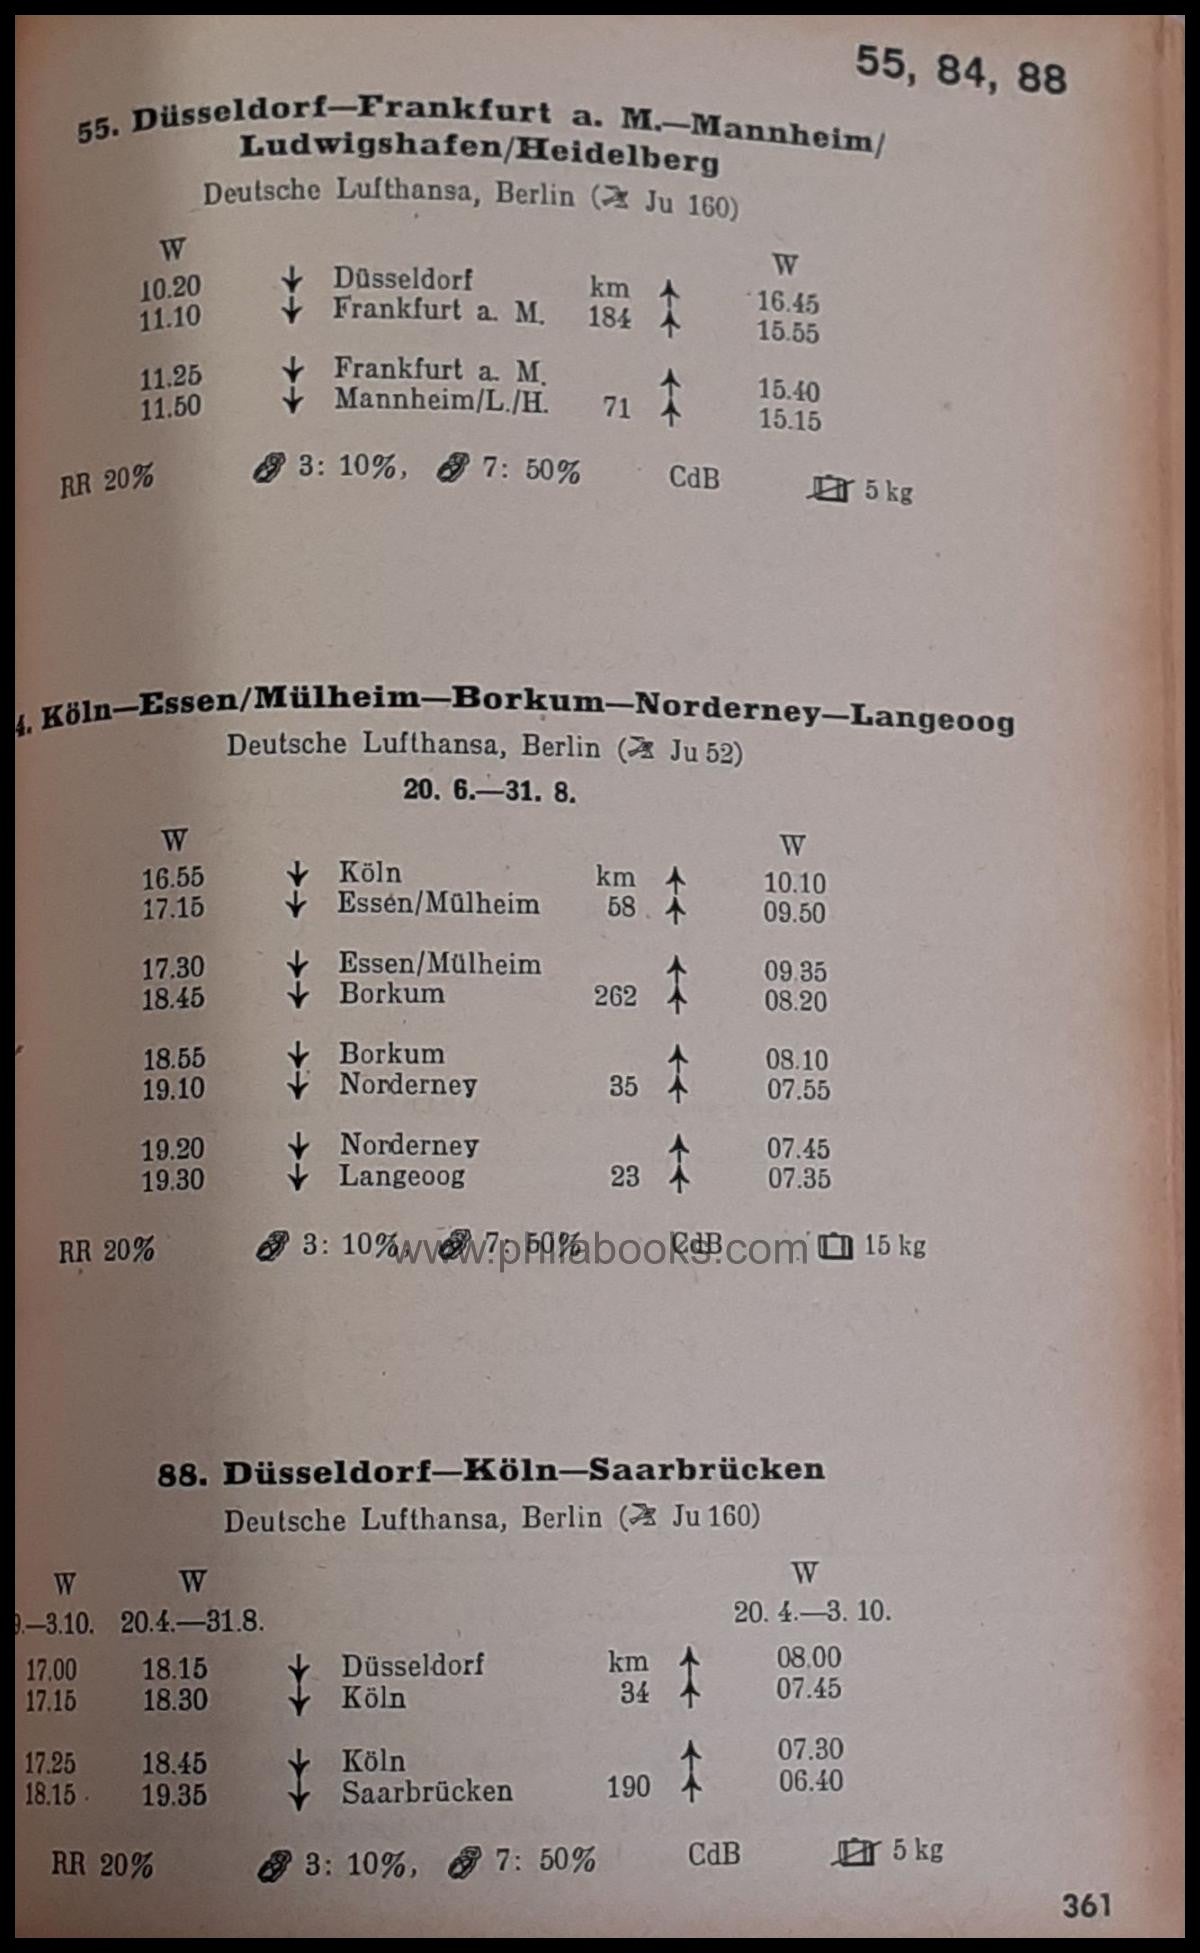 55, 84, 88
55. Düsseldorf—Frankfurt a. M.—Mannheim/
Ludwigshafen/Heidelberg
Deutsche Lufthansa, Berlin ( Ju 160)
W W
10.20 Düsseldorf km 16.45
11.10 Frankfurt a. M. 184 15.55
11.25 Frankfurt a. M. 15.40
11.50 Mannheim/L./H. 71 15.15
RR 20% 3: 10%, 7: 50% CdB 5 kg
4. Köln—Essen/Mülheim—Borkum—Norderney—Langeoog
Deutsche Lufthansa, Berlin ( Ju 52)
20. 6.—31. 8.
W W
16.55 Köln km 10.10
17.15 Essen/Mülheim 58 09.50
17.30 Essen/Mülheim 09.35
18.45 Borkum 262 08.20
18.55 Borkum 08.10
19.10 Norderney 35 07.55
19.20 Norderney 07.45
19.30 Langeoog 23 07.35
RR 20% 3: 10%, 7: 50% CdB 15 kg
www.philabooks.com
88. Düsseldorf—Köln—Saarbrücken
Deutsche Lufthansa, Berlin ( Ju 160)
W W W
9.—3.10. 20.4.—31.8. 20. 4.—3. 10.
17.00 18.15 Düsseldorf km 08.00
17.15 18.30 Köln 34 07.45
17.25 18.45 Köln 07.30
18.15 19.35 Saarbrücken 190 06.40
RR 20% 3: 10%, 7: 50% CdB 5 kg
361